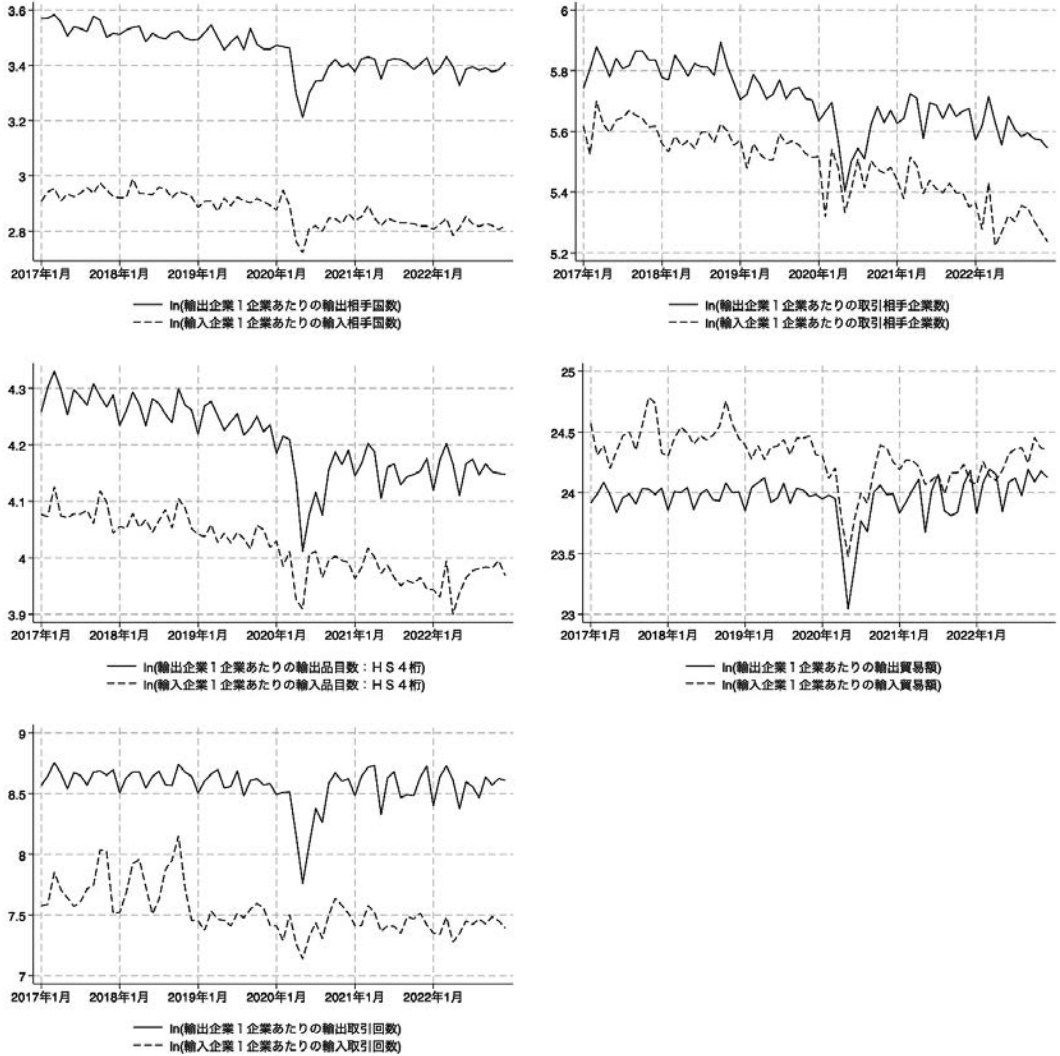 3.6
3.4
3.2
3
2.8
2017年1月 2018年1月 2019年1月 2020年1月 2021年1月 2022年1月
ln(輸出企業1企業あたりの輸出相手国数)
ln(輸入企業1企業あたりの輸入相手国数)
6
5.8
5.6
5.4
5.2
2017年1月 2018年1月 2019年1月 2020年1月 2021年1月 2022年1月
ln(輸出企業1企業あたりの取引相手企業数)
ln(輸入企業1企業あたりの取引相手企業数)
4.3
4.2
4.1
4
3.9
2017年1月 2018年1月 2019年1月 2020年1月 2021年1月 2022年1月
ln(輸出企業1企業あたりの輸出品目数：ＨＳ４桁)
ln(輸入企業1企業あたりの輸入品目数：ＨＳ４桁)
25
24.5
24
23.5
23
2017年1月 2018年1月 2019年1月 2020年1月 2021年1月 2022年1月
ln(輸出企業1企業あたりの輸出貿易額)
ln(輸入企業1企業あたりの輸入貿易額)
9
8.5
8
7.5
7
2017年1月 2018年1月 2019年1月 2020年1月 2021年1月 2022年1月
ln(輸出企業1企業あたりの輸出取引回数)
ln(輸入企業1企業あたりの輸入取引回数)